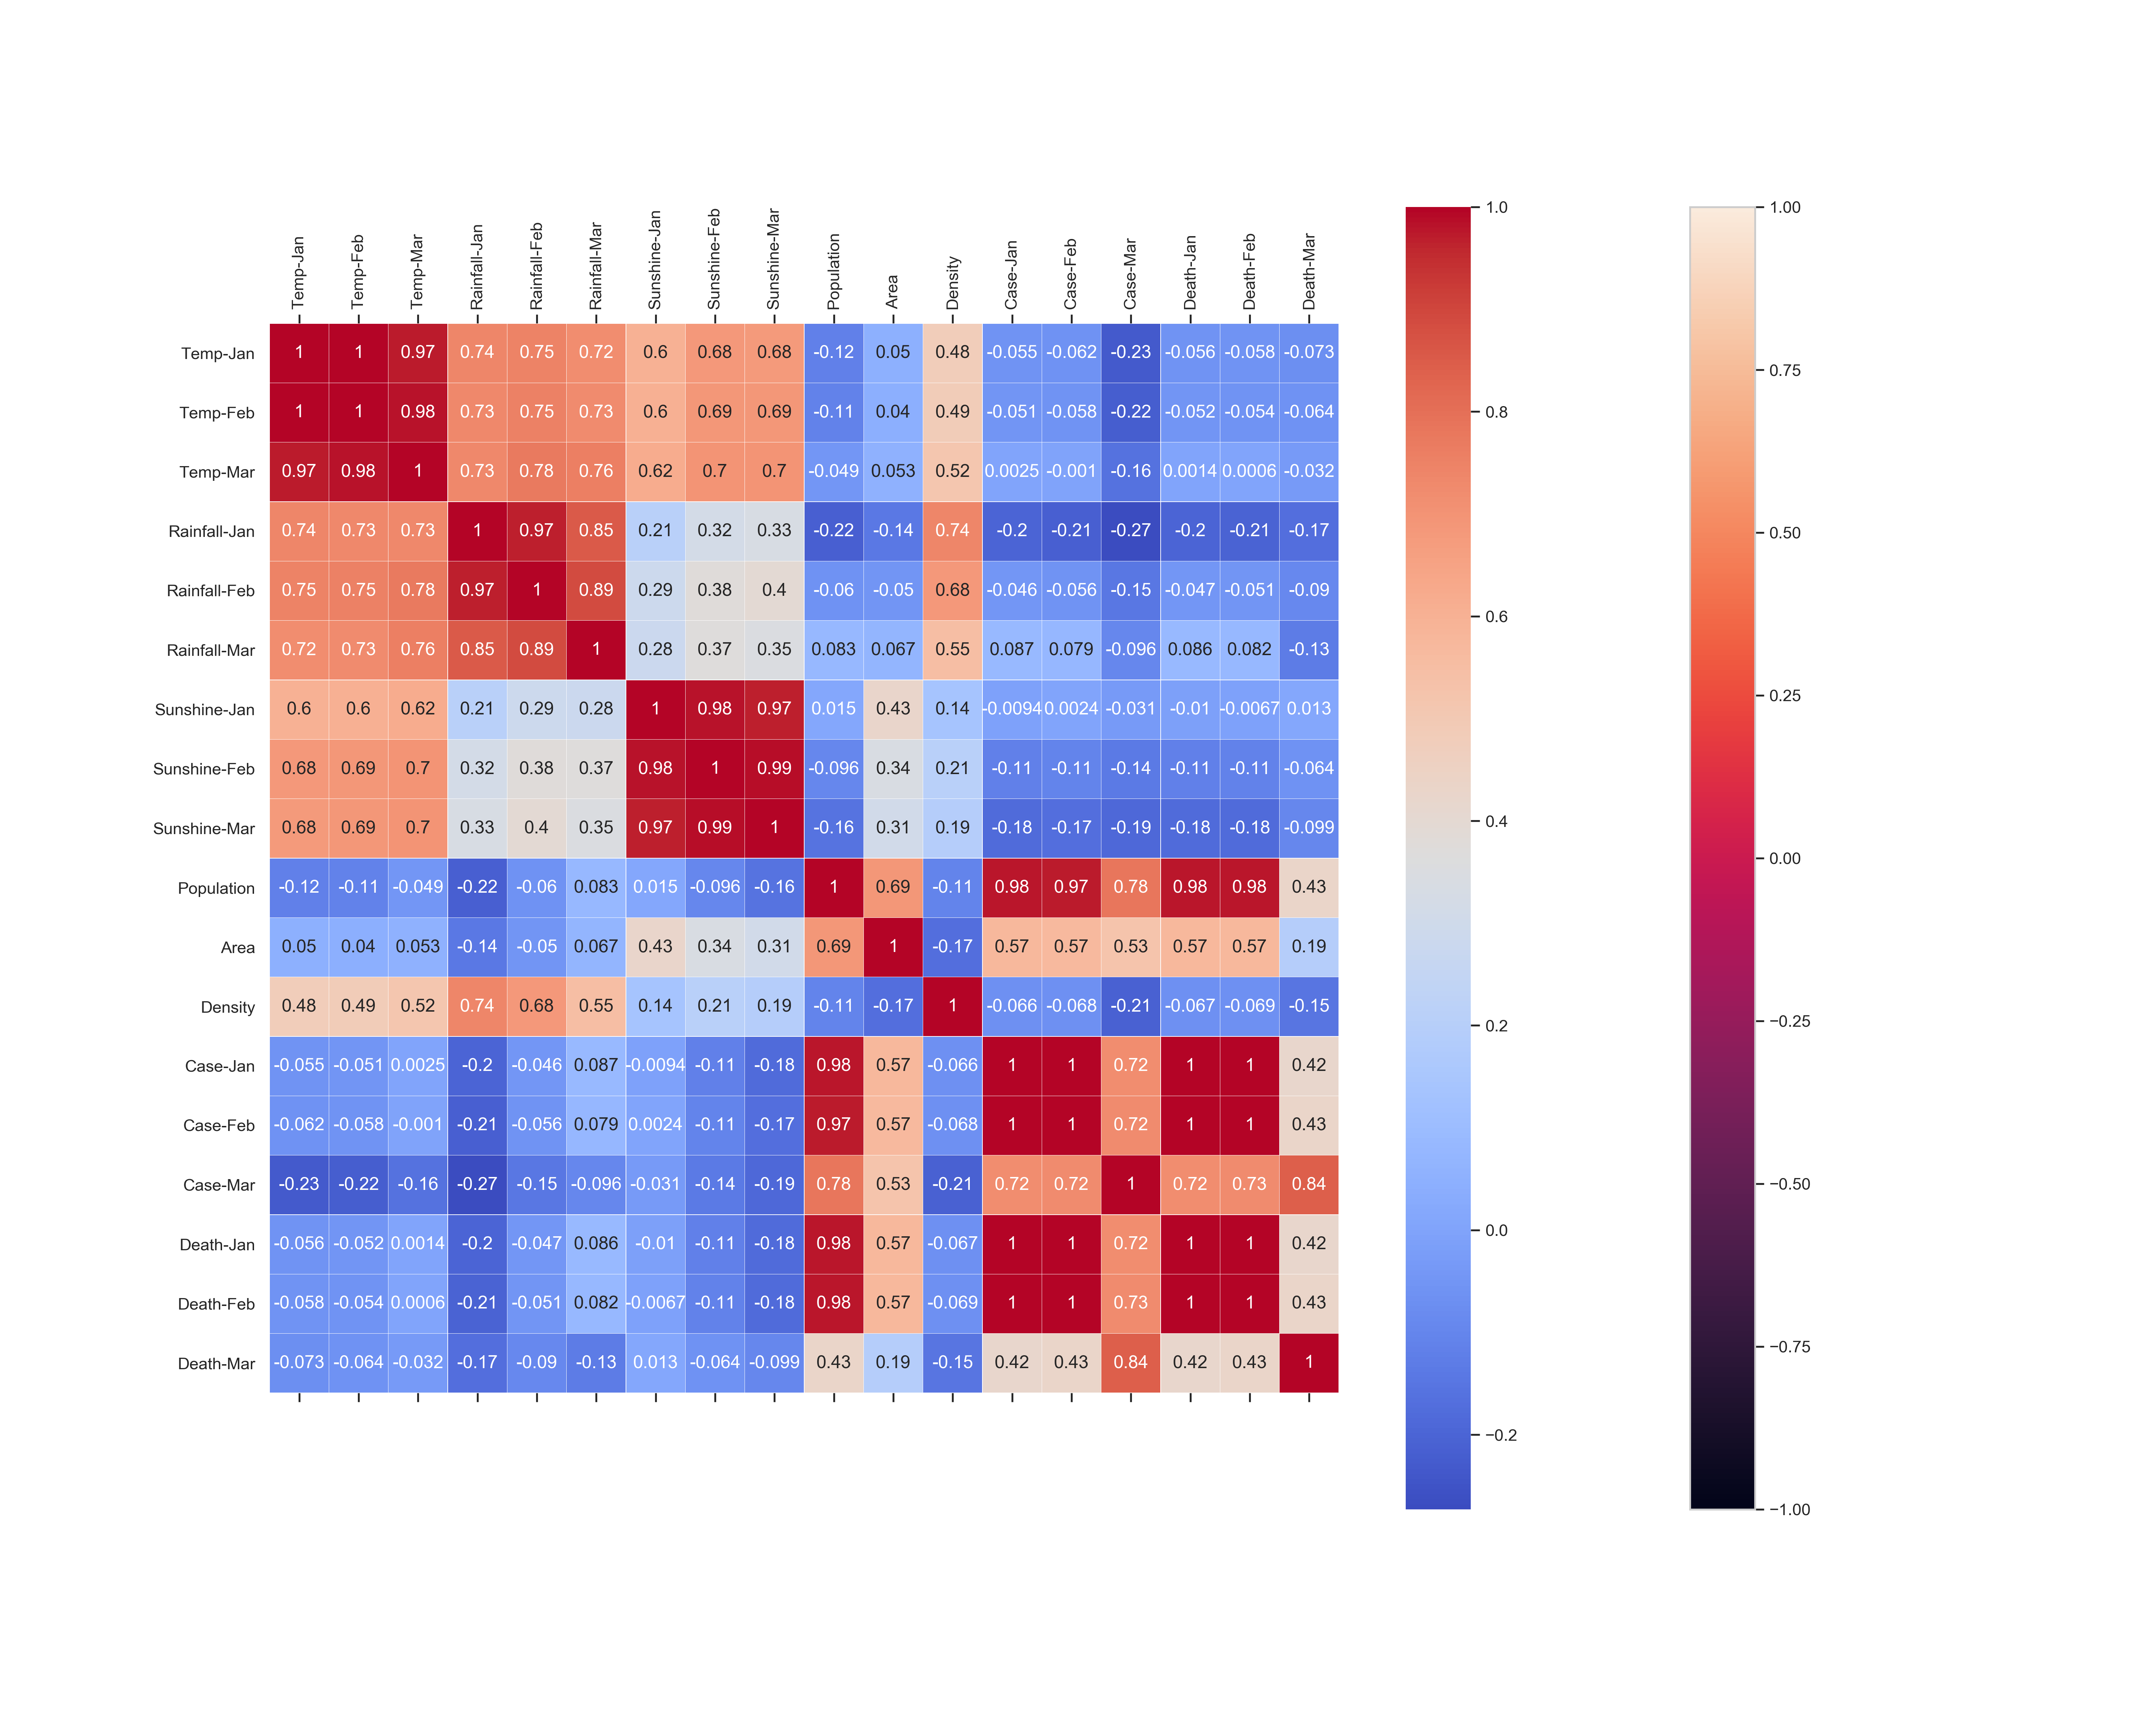 Temp-Jan Temp-Feb Temp-Mar Rainfall-Jan Rainfall-Feb Rainfall-Mar Sunshine-Jan Sunshine-Feb Sunshine-Mar Population Area Density Case-Jan Case-Feb Case-Mar Death-Jan Death-Feb Death-Mar
Temp-Jan 1 1 0.97 0.74 0.75 0.72 0.6 0.68 0.68 -0.12 0.05 0.48 -0.055 -0.062 -0.23 -0.056 -0.058 -0.073
Temp-Feb 1 1 0.98 0.73 0.75 0.73 0.6 0.69 0.69 -0.11 0.04 0.49 -0.051 -0.058 -0.22 -0.052 -0.054 -0.064
Temp-Mar 0.97 0.98 1 0.73 0.78 0.76 0.62 0.7 0.7 -0.049 0.053 0.52 0.0025 -0.001 -0.16 0.0014 0.0006 -0.032
Rainfall-Jan 0.74 0.73 0.73 1 0.97 0.85 0.21 0.32 0.33 -0.22 -0.14 0.74 -0.2 -0.21 -0.27 -0.2 -0.21 -0.17
Rainfall-Feb 0.75 0.75 0.78 0.97 1 0.89 0.29 0.38 0.4 -0.06 -0.05 0.68 -0.046 -0.056 -0.15 -0.047 -0.051 -0.09
Rainfall-Mar 0.72 0.73 0.76 0.85 0.89 1 0.28 0.37 0.35 0.083 0.067 0.55 0.087 0.079 -0.096 0.086 0.082 -0.13
Sunshine-Jan 0.6 0.6 0.62 0.21 0.29 0.28 1 0.98 0.97 0.015 0.43 0.14 -0.0094 0.0024 -0.031 -0.01 -0.0067 0.013
Sunshine-Feb 0.68 0.69 0.7 0.32 0.38 0.37 0.98 1 0.99 -0.096 0.34 0.21 -0.11 -0.11 -0.14 -0.11 -0.11 -0.064
Sunshine-Mar 0.68 0.69 0.7 0.33 0.4 0.35 0.97 0.99 1 -0.16 0.31 0.19 -0.18 -0.17 -0.19 -0.18 -0.18 -0.099
Population -0.12 -0.11 -0.049 -0.22 -0.06 0.083 0.015 -0.096 -0.16 1 0.69 -0.11 0.98 0.97 0.78 0.98 0.98 0.43
Area 0.05 0.04 0.053 -0.14 -0.05 0.067 0.43 0.34 0.31 0.69 1 -0.17 0.57 0.57 0.53 0.57 0.57 0.19
Density 0.48 0.49 0.52 0.74 0.68 0.55 0.14 0.21 0.19 -0.11 -0.17 1 -0.066 -0.068 -0.21 -0.067 -0.069 -0.15
Case-Jan -0.055 -0.051 0.0025 -0.2 -0.046 0.087 -0.0094 -0.11 -0.18 0.98 0.57 -0.066 1 1 0.72 1 1 0.42
Case-Feb -0.062 -0.058 -0.001 -0.21 -0.056 0.079 0.0024 -0.11 -0.17 0.97 0.57 -0.068 1 1 0.72 1 1 0.43
Case-Mar -0.23 -0.22 -0.16 -0.27 -0.15 -0.096 -0.031 -0.14 -0.19 0.78 0.53 -0.21 0.72 0.72 1 0.72 0.73 0.84
Death-Jan -0.056 -0.052 0.0014 -0.2 -0.047 0.086 -0.01 -0.11 -0.18 0.98 0.57 -0.067 1 1 0.72 1 1 0.42
Death-Feb -0.058 -0.054 0.0006 -0.21 -0.051 0.082 -0.0067 -0.11 -0.18 0.98 0.57 -0.069 1 1 0.73 1 1 0.43
Death-Mar -0.073 -0.064 -0.032 -0.17 -0.09 -0.13 0.013 -0.064 -0.099 0.43 0.19 -0.15 0.42 0.43 0.84 0.42 0.43 1
1.0
0.8
0.6
0.4
0.2
0.0
−0.2
1.00
0.75
0.50
0.25
0.00
−0.25
−0.50
−0.75
−1.00